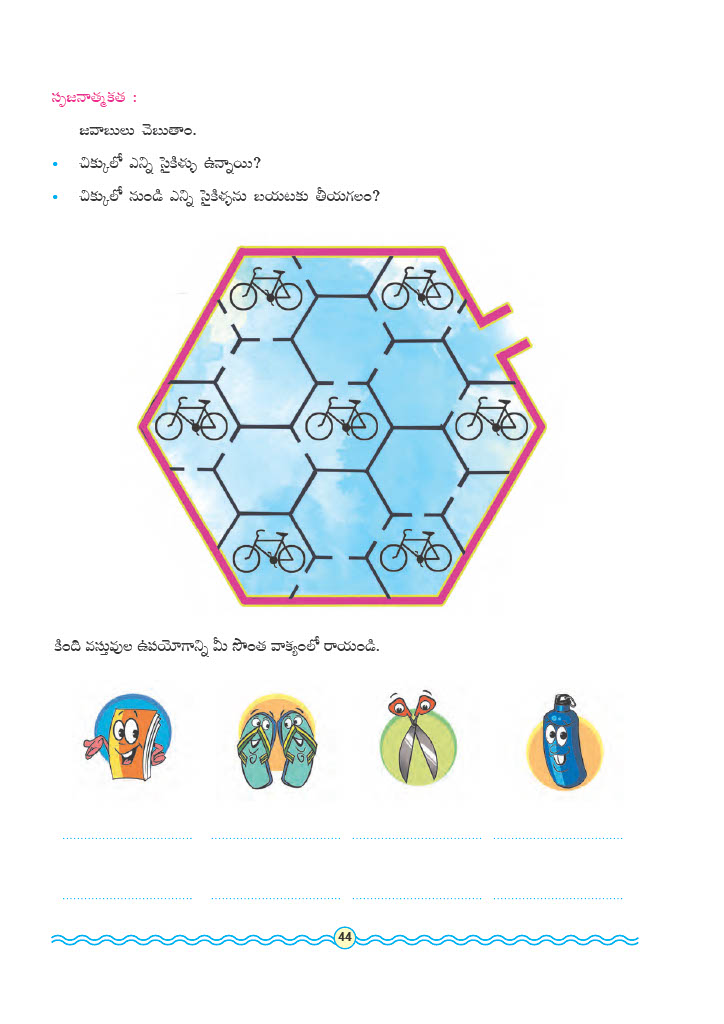 సృజనాత్మకత :
జవాబులు చెబుతాం.
• చిక్కులో ఎన్ని సైకిళ్ళు ఉన్నాయి?
• చిక్కులో నుండి ఎన్ని సైకిళ్ళను బయటకు తీయగలం?
కింది వస్తువుల ఉపయోగాన్ని మీ సొంత వాక్యంలో రాయండి.
44